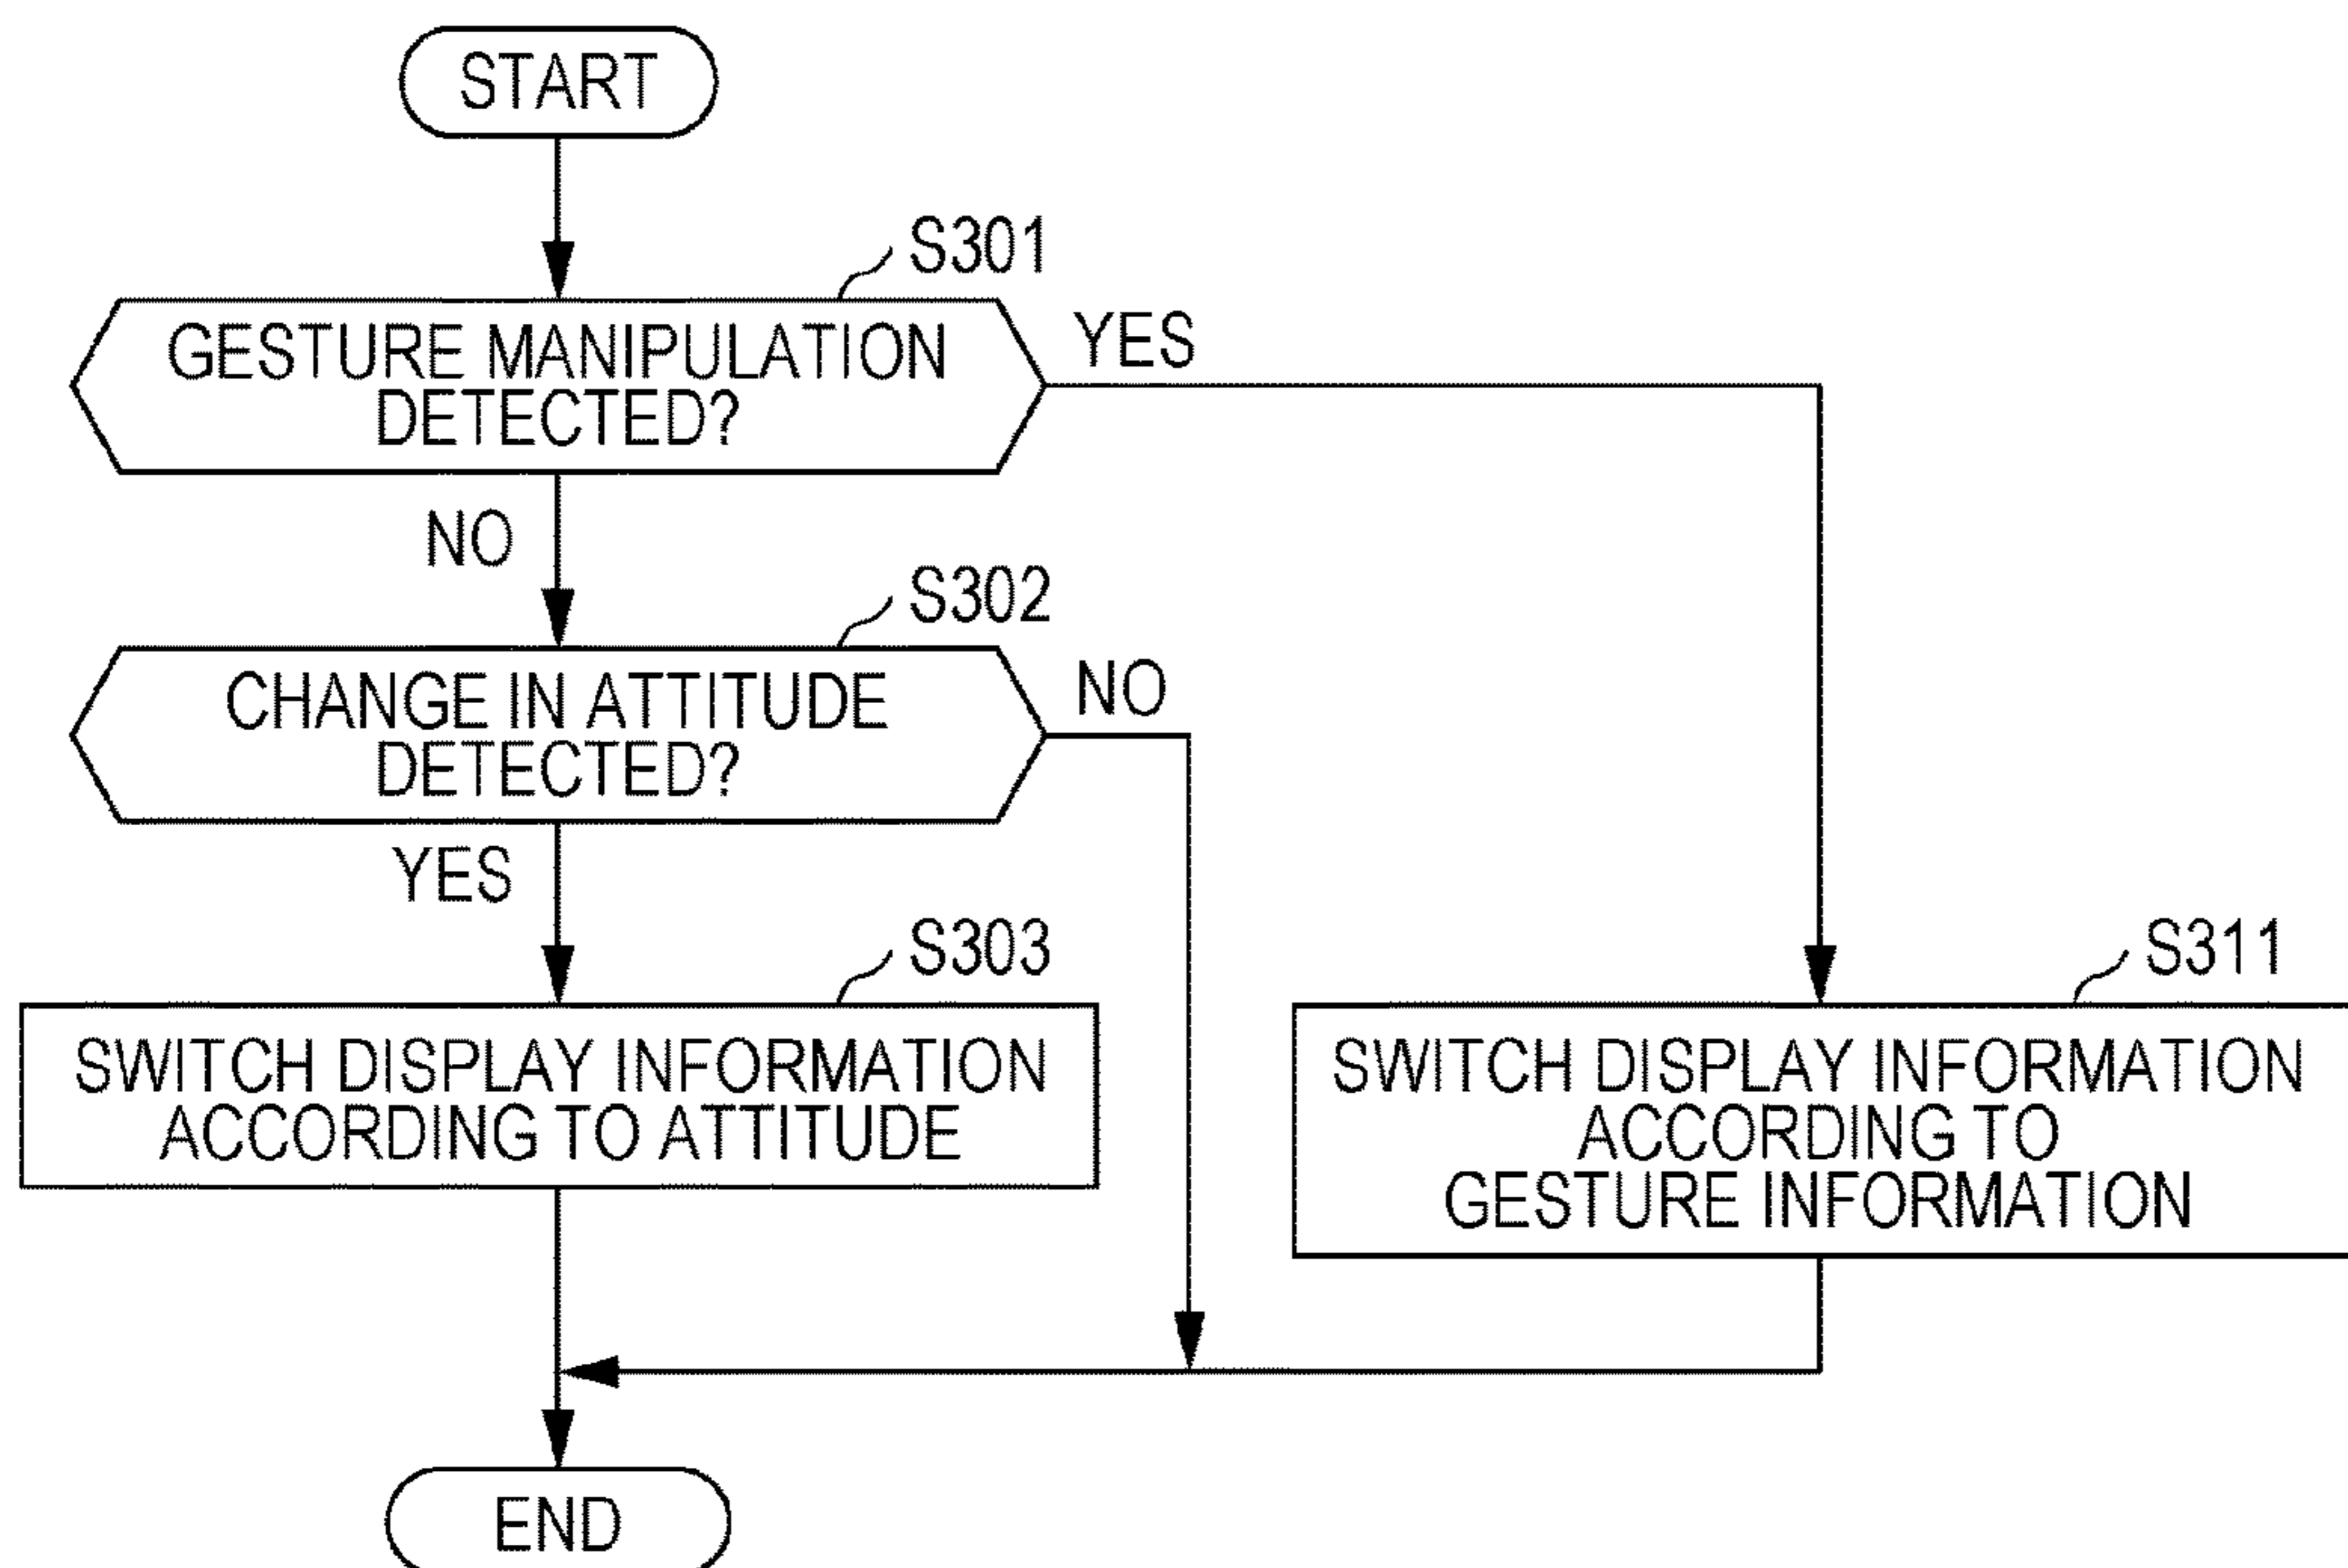 START
S301
GESTURE MANIPULATION
DETECTED?
YES
NO
S302
CHANGE IN ATTITUDE
DETECTED?
NO
YES
S303
SWITCH DISPLAY INFORMATION
ACCORDING TO ATTITUDE
S311
SWITCH DISPLAY INFORMATION
ACCORDING TO
GESTURE INFORMATION
END